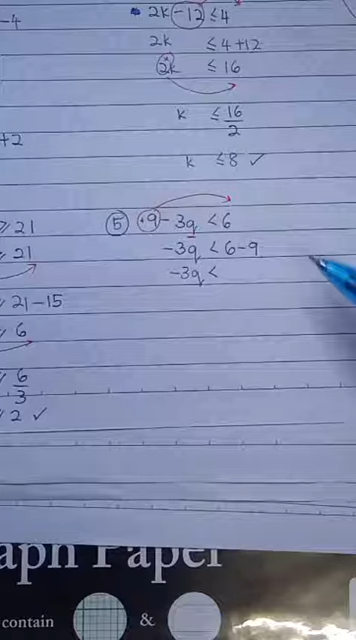 -4
2k -12 ≤ 4
2k ≤ 4+12
2k ≤ 16
k ≤ 16/2
k ≤ 8 ✓
+2
≥ 21
≥ 21
≥ 21-15
≥ 6
6/3
≥ 2 ✓
5 +9 - 3q < 6
-3q < 6-9
-3q <
aph Paper
contain &